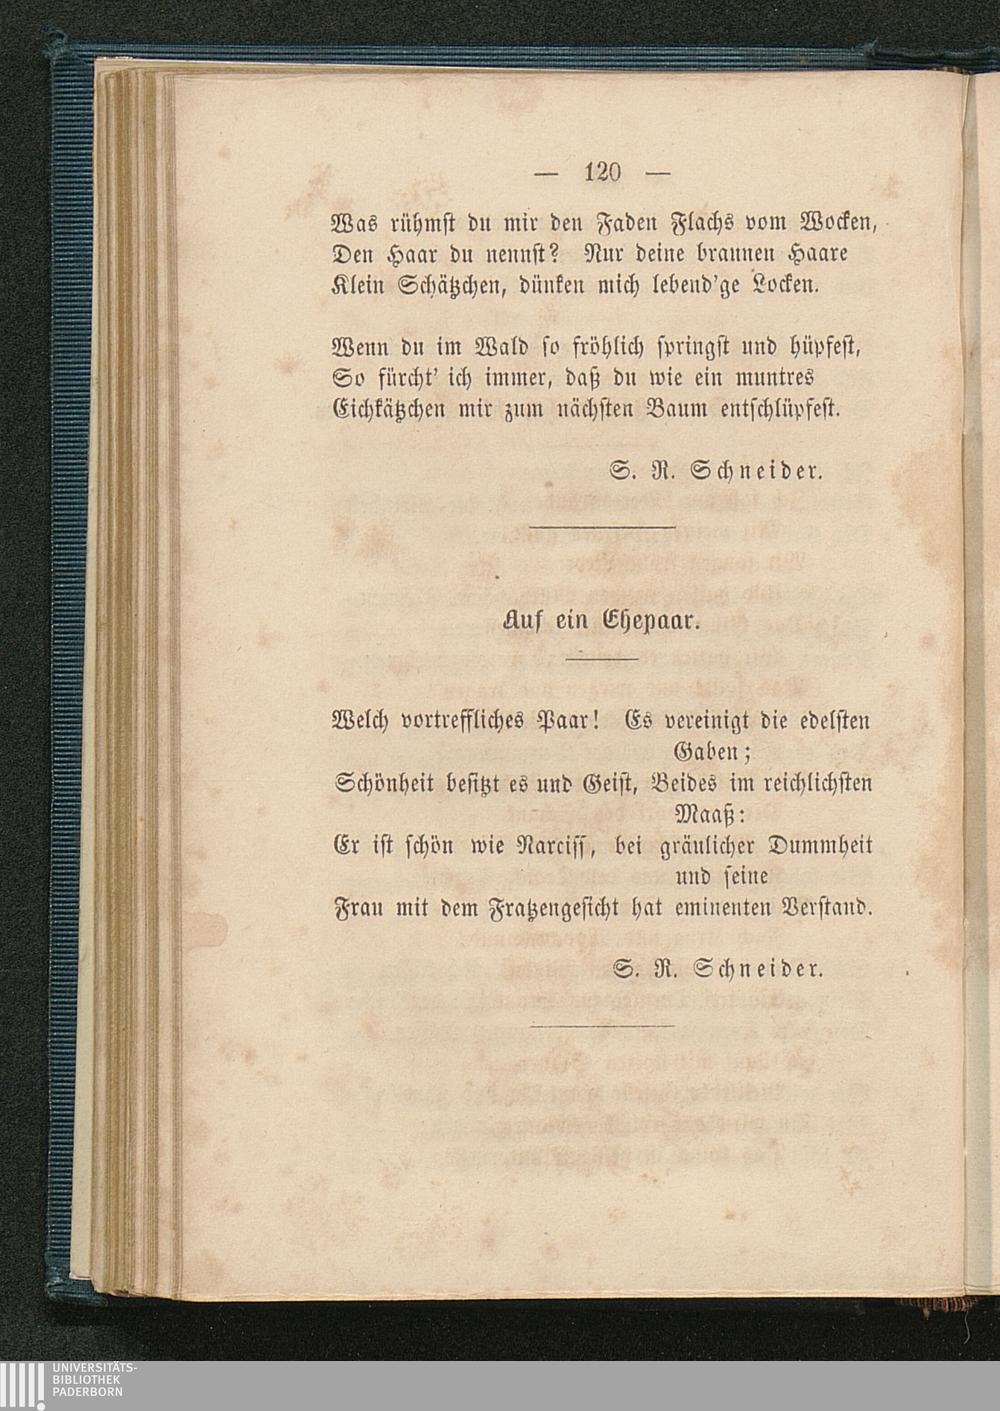 — 120 —
Was rühmst du mir den Faden Flachs vom Wocken,
Den Haar du nennst? Nur deine braunen Haare
Klein Schätzchen, dünken mich lebend'ge Locken.
Wenn du im Wald so fröhlich springst und hüpfest,
So fürcht' ich immer, daß du wie ein muntres
Eichkätzchen mir zum nächsten Baum entschlüpfest.
S. R. Schneider.
Auf ein Ehepaar.
Welch vortreffliches Paar! Es vereinigt die edelsten
Gaben;
Schönheit besitzt es und Geist, Beides im reichlichsten
Maaß:
Er ist schön wie Narciss, bei gräulicher Dummheit
und seine
Frau mit dem Fratzengesicht hat eminenten Verstand.
S. R. Schneider.
UNIVERSITÄTS-
BIBLIOTHEK
PADERBORN